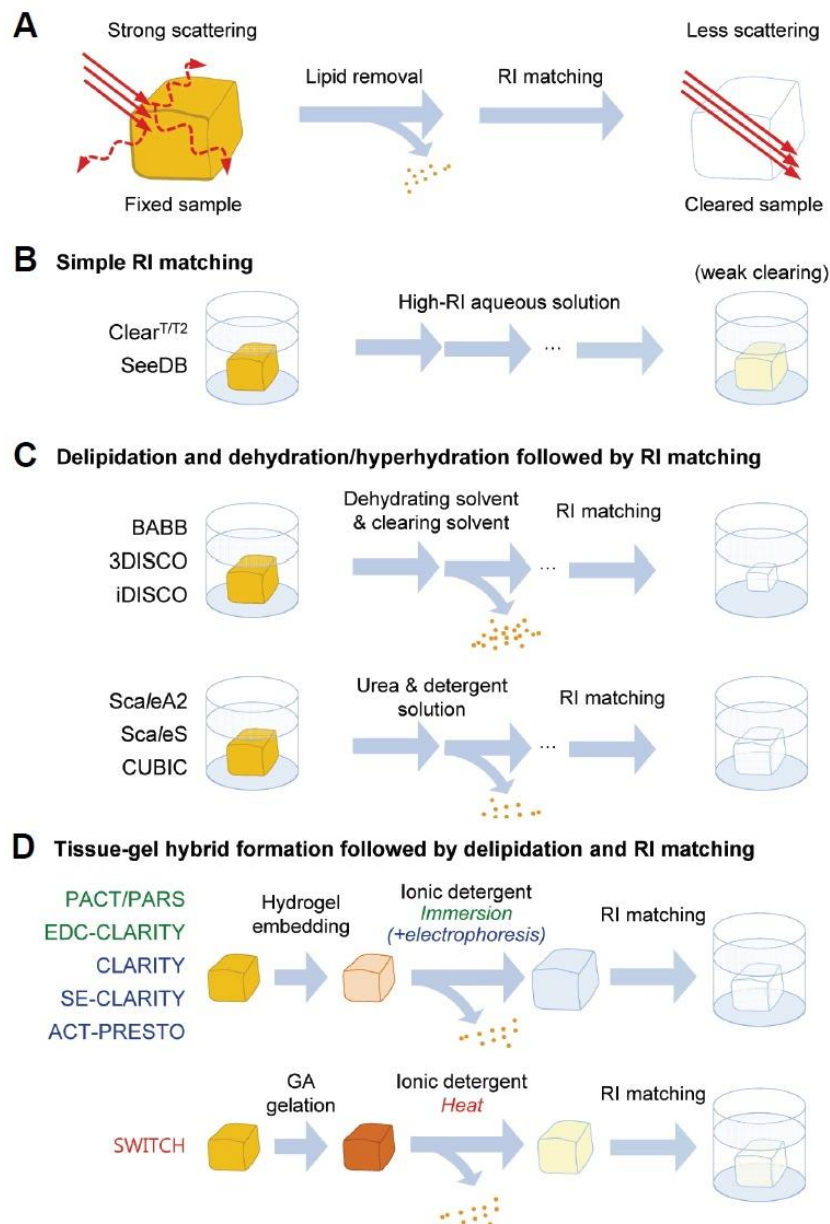 A
Strong scattering
Less scattering
Lipid removal
RI matching
Fixed sample
Cleared sample
B Simple RI matching
(weak clearing)
High-RI aqueous solution
Clear^T/T2
SeeDB
...
C Delipidation and dehydration/hyperhydration followed by RI matching
Dehydrating solvent
& clearing solvent
RI matching
BABB
3DISCO
iDISCO
...
Urea & detergent
solution
RI matching
ScaleA2
ScaleS
CUBIC
...
D Tissue-gel hybrid formation followed by delipidation and RI matching
PACT/PARS
EDC-CLARITY
CLARITY
SE-CLARITY
ACT-PRESTO
Hydrogel
embedding
Ionic detergent
Immersion
(+electrophoresis)
RI matching
GA
gelation
Ionic detergent
Heat
RI matching
SWITCH